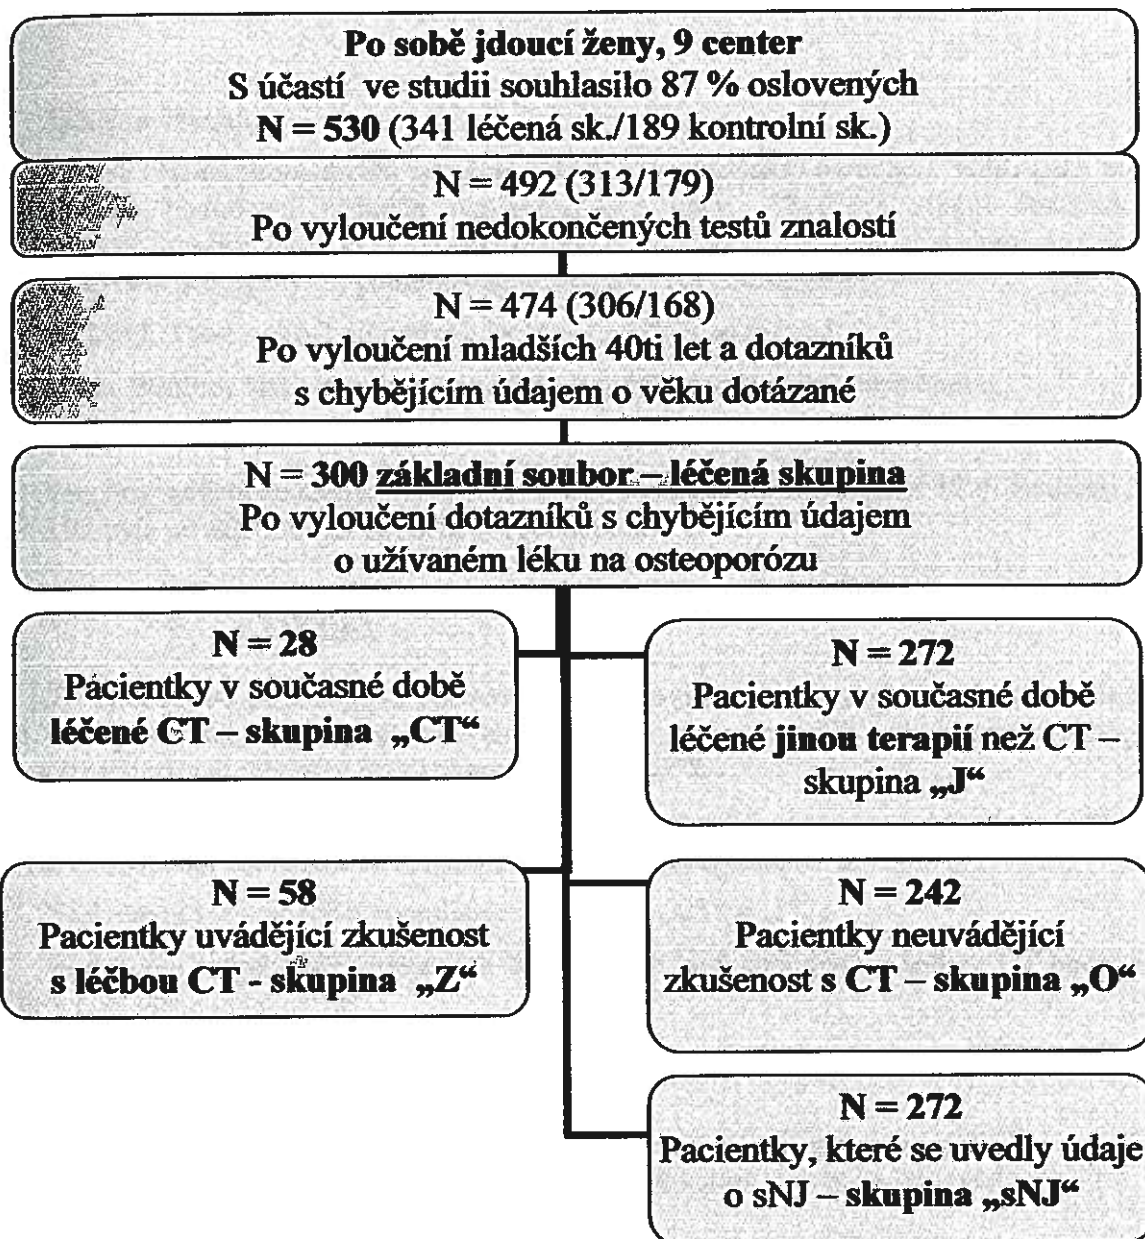 Po sobě jdoucí ženy, 9 center
S účastí ve studii souhlasilo 87 % oslovených
N = 530 (341 léčená sk./189 kontrolní sk.)
N = 492 (313/179)
Po vyloučení nedokončených testů znalostí
N = 474 (306/168)
Po vyloučení mladších 40ti let a dotazníků
s chybějícím údajem o věku dotázané
N = 300 základní soubor – léčená skupina
Po vyloučení dotazníků s chybějícím údajem
o užívaném léku na osteoporózu
N = 28
Pacientky v současné době
léčené CT – skupina „CT“
N = 272
Pacientky v současné době
léčené jinou terapií než CT –
skupina „J“
N = 58
Pacientky uvádějící zkušenost
s léčbou CT - skupina „Z“
N = 242
Pacientky neuvádějící
zkušenost s CT – skupina „O“
N = 272
Pacientky, které se uvedly údaje
o sNJ – skupina „sNJ“